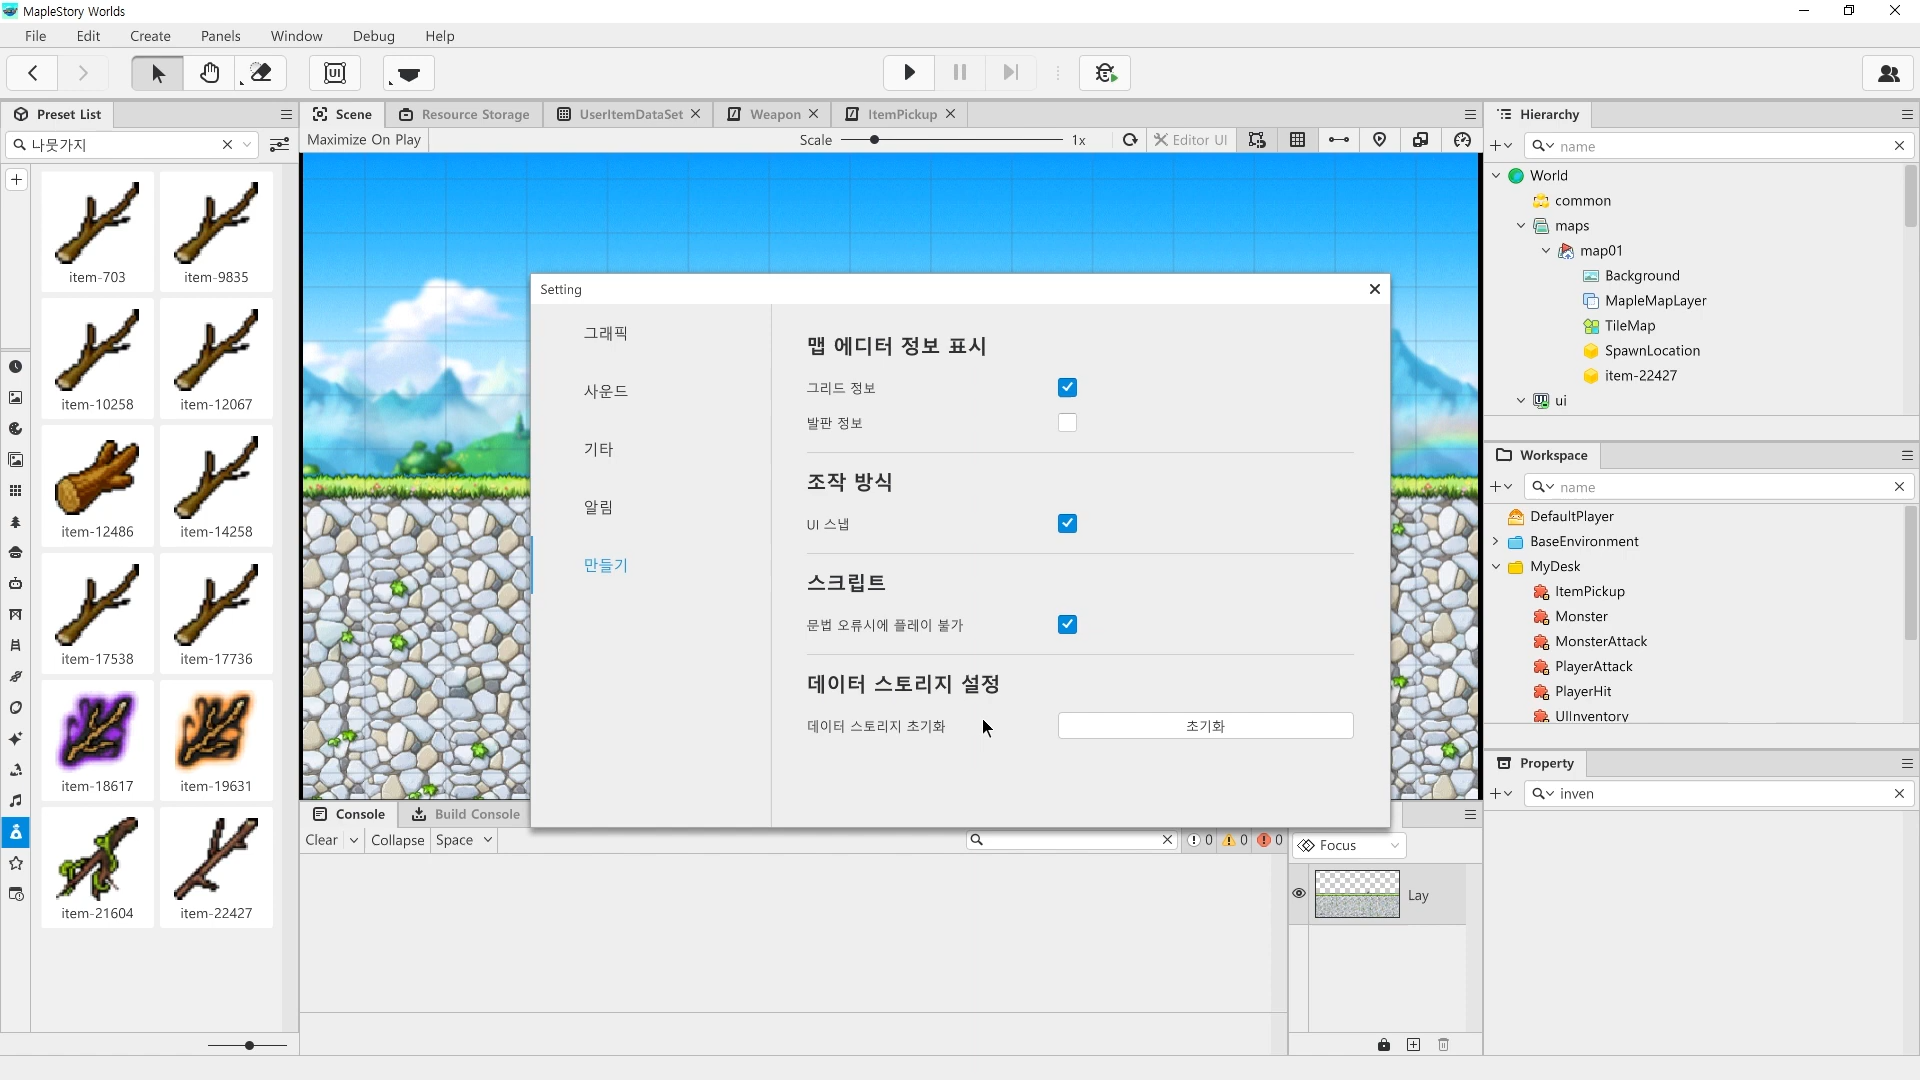 MapleStory Worlds
File Edit Create Panels Window Debug Help
UI
Preset List
나뭇가지
item-703 item-9835
item-10258 item-12067
item-12486 item-14258
item-17538 item-17736
item-18617 item-19631
item-21604 item-22427
Scene Resource Storage UserItemDataSet Weapon ItemPickup
Maximize On Play Scale 1x Editor UI
Setting
그래픽
사운드
기타
알림
만들기
맵 에디터 정보 표시
그리드 정보
발판 정보
조작 방식
UI 스냅
스크립트
문법 오류시에 플레이 불가
데이터 스토리지 설정
데이터 스토리지 초기화 초기화
Console Build Console
Clear Collapse Space 0 0 0
Focus
Lay
Hierarchy
name
World
common
maps
map01
Background
MapleMapLayer
TileMap
SpawnLocation
item-22427
ui
Workspace
name
DefaultPlayer
BaseEnvironment
MyDesk
ItemPickup
Monster
MonsterAttack
PlayerAttack
PlayerHit
UIInventory
Property
inven